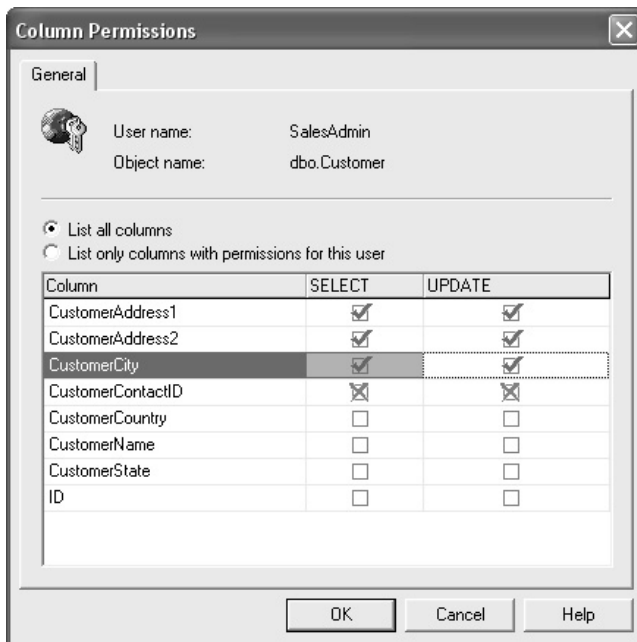 Column Permissions
General
User name: SalesAdmin
Object name: dbo.Customer
List all columns
List only columns with permissions for this user
Column SELECT UPDATE
CustomerAddress1
CustomerAddress2
CustomerCity
CustomerContactID
CustomerCountry
CustomerName
CustomerState
ID
OK Cancel Help